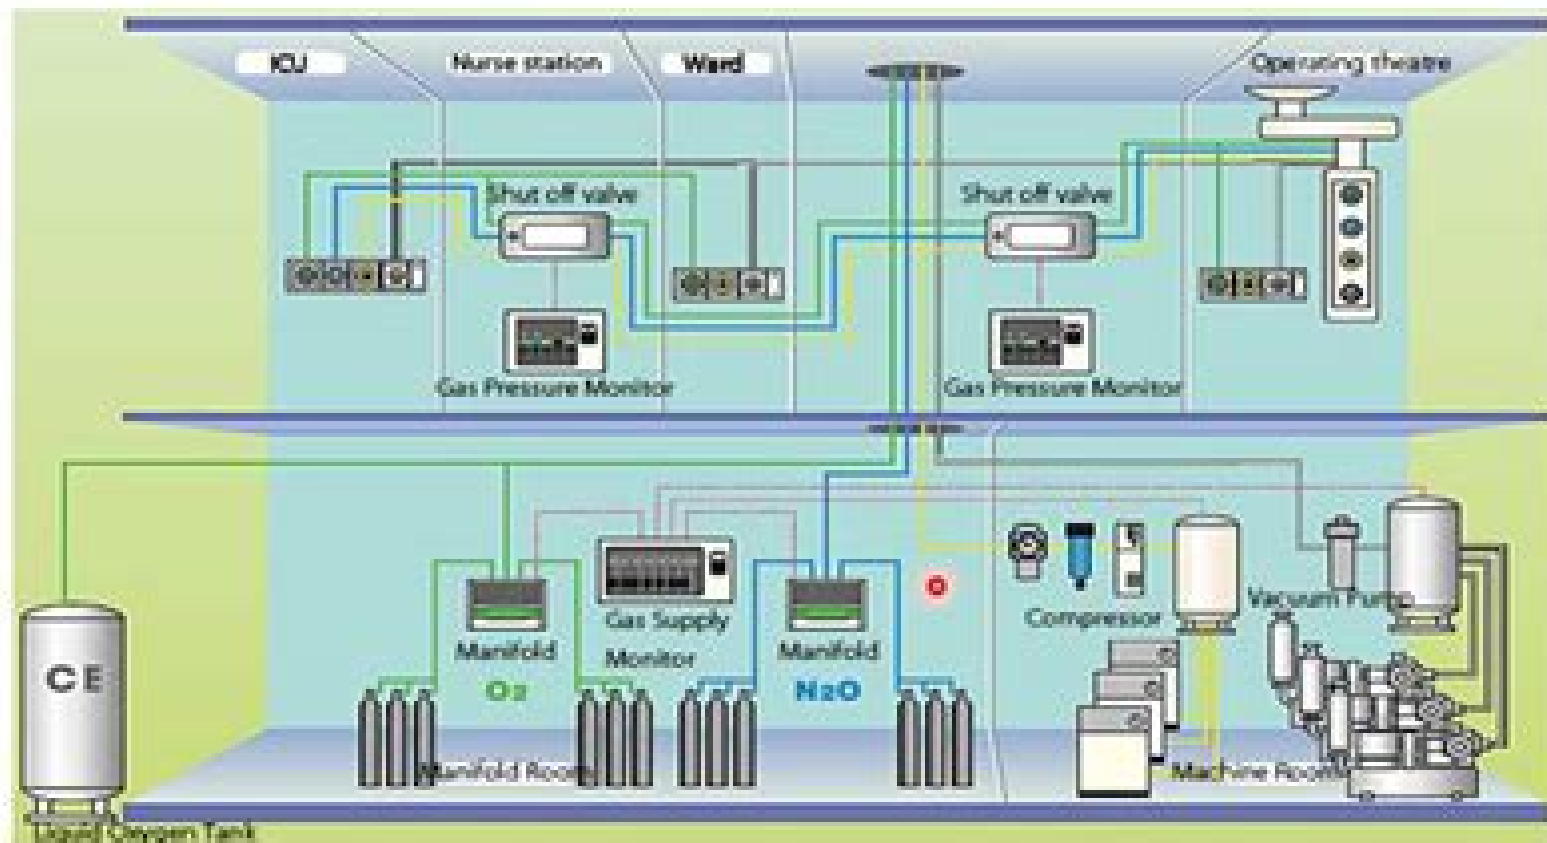 ICU
Nurse station
Ward
Operating theatre
Shut off valve
Shut off valve
Gas Pressure Monitor
Gas Pressure Monitor
Gas Supply
Monitor
Compressor
Vacuum Pump
Manifold
Manifold
O2
N2O
CE
Manifold Room
Machine Room
Liquid Oxygen Tank